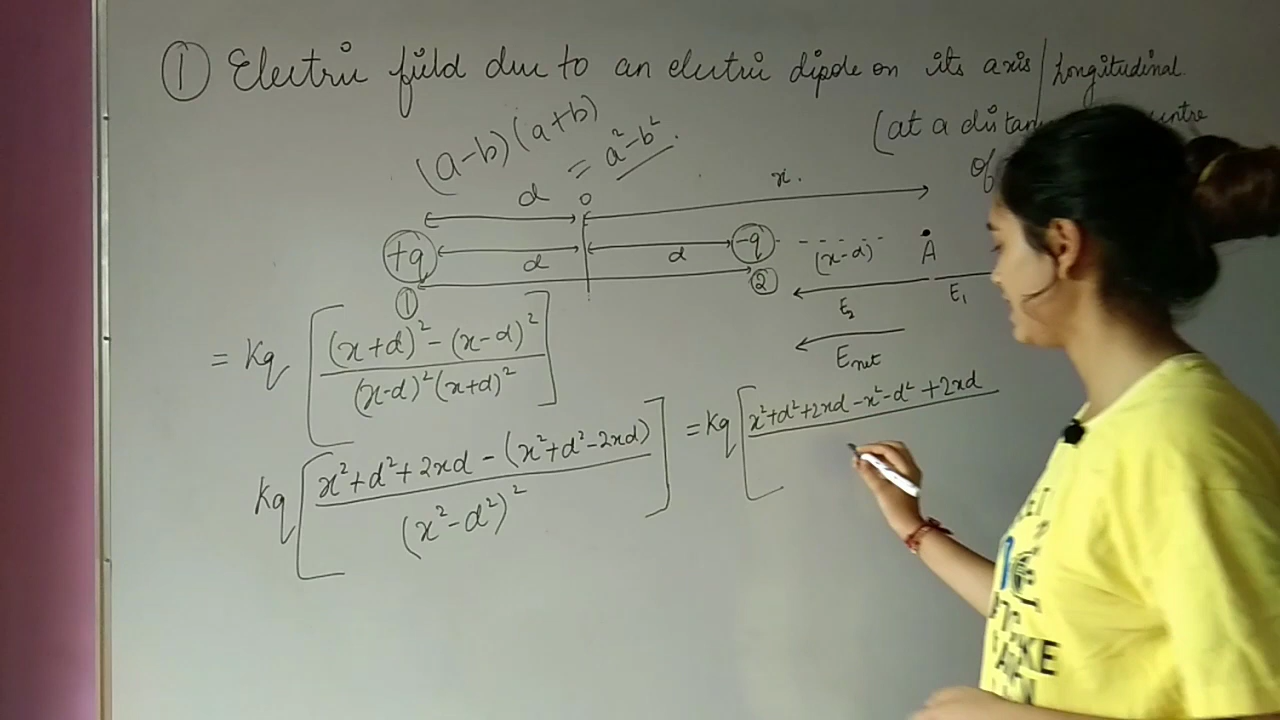 ① Electric field due to an electric dipole on its axis / Longitudinal.
(at a distan
of
(a-b)(a+b)
= a²-b².
d
o
x.
+q
d
d
-q
(x-d)
A
①
②
E₂
E₁
Enet
= Kq [(x+d)² - (x-d)² / (x-d)²(x+d)²]
Kq [x²+d²+2xd - (x²+d²-2xd) / (x²-d²)²]
= Kq [x²+d²+2xd -x²-d² +2xd